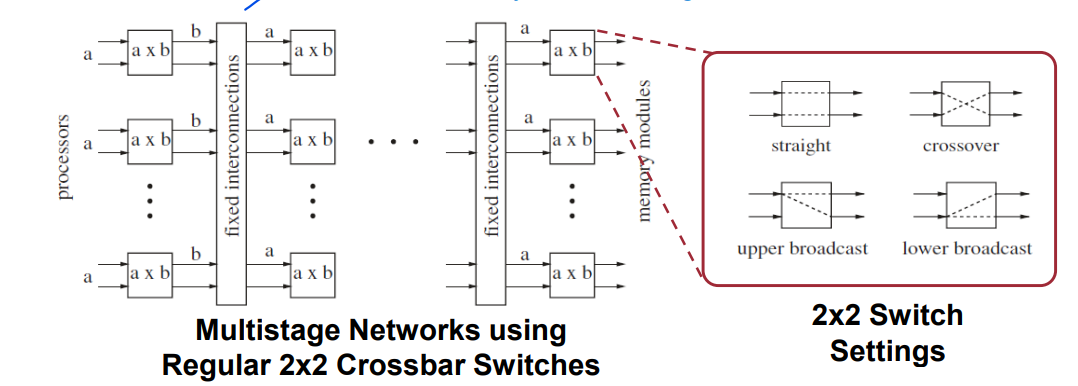 b
a
a
a x b
a x b
a
a x b
straight
crossover
upper broadcast
lower broadcast
processors
b
a
a
a x b
a x b
a
a x b
fixed interconnections
• • •
fixed interconnections
memory modules
b
a
a
a x b
a x b
a
a x b
Multistage Networks using
Regular 2x2 Crossbar Switches
2x2 Switch
Settings